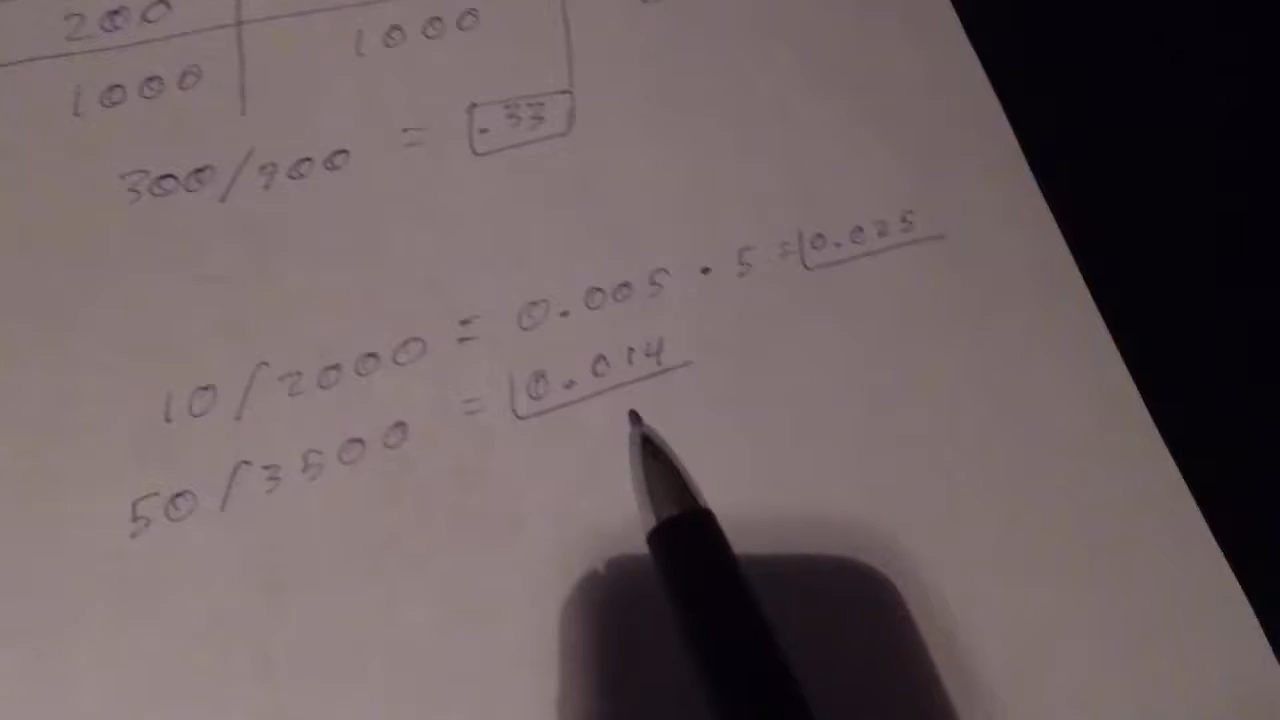 200
1000 1000
300/900 = .33
10/2000 = 0.005 · 5 = 0.025
50/3500 = 0.014